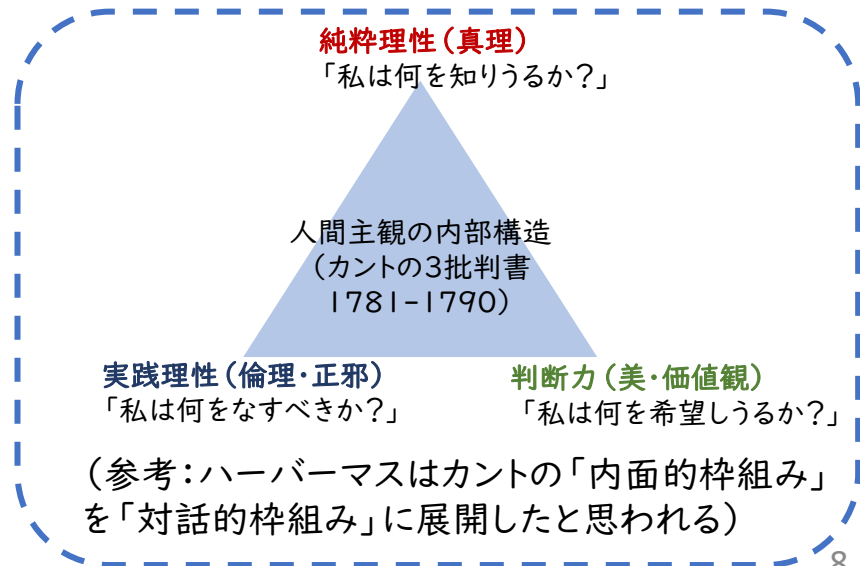 純粋理性(真理)
「私は何を知りうるか?」
人間主観の内部構造
(カントの3批判書
1781-1790)
実践理性(倫理・正邪)
判断力(美・価値観)
「私は何をなすべきか?」
「私は何を希望しうるか?」
(参考:ハーバーマスはカントの「内面的枠組み」
を「対話的枠組み」に展開したと思われる)
8